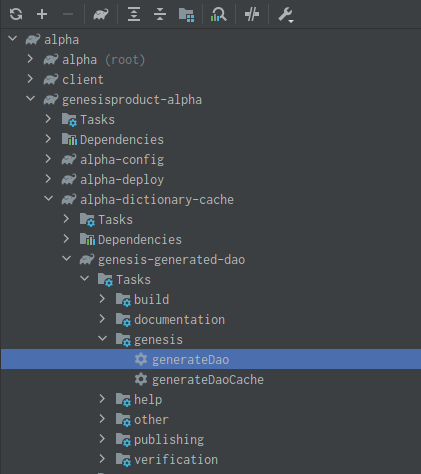 alpha
alpha (root)
client
genesisproduct-alpha
Tasks
Dependencies
alpha-config
alpha-deploy
alpha-dictionary-cache
Tasks
Dependencies
genesis-generated-dao
Tasks
build
documentation
genesis
generateDao
generateDaoCache
help
other
publishing
verification